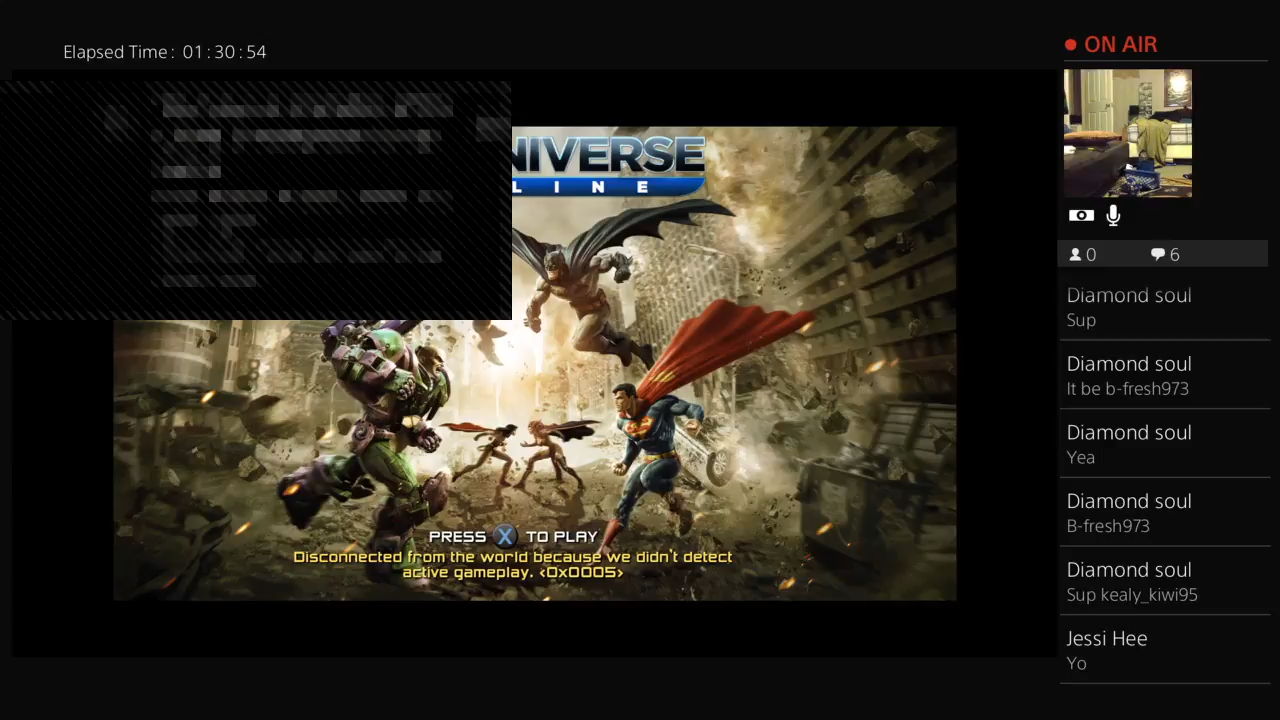 Elapsed Time: 01:30:54
ON AIR
NIVERSE
LINE
0
6
Diamond soul
Sup
Diamond soul
It be b-fresh973
Diamond soul
Yea
Diamond soul
B-fresh973
Diamond soul
Sup kealy_kiwi95
Jessi Hee
Yo
PRESS X TO PLAY
Disconnected from the world because we didn't detect
active gameplay. <0x0005>